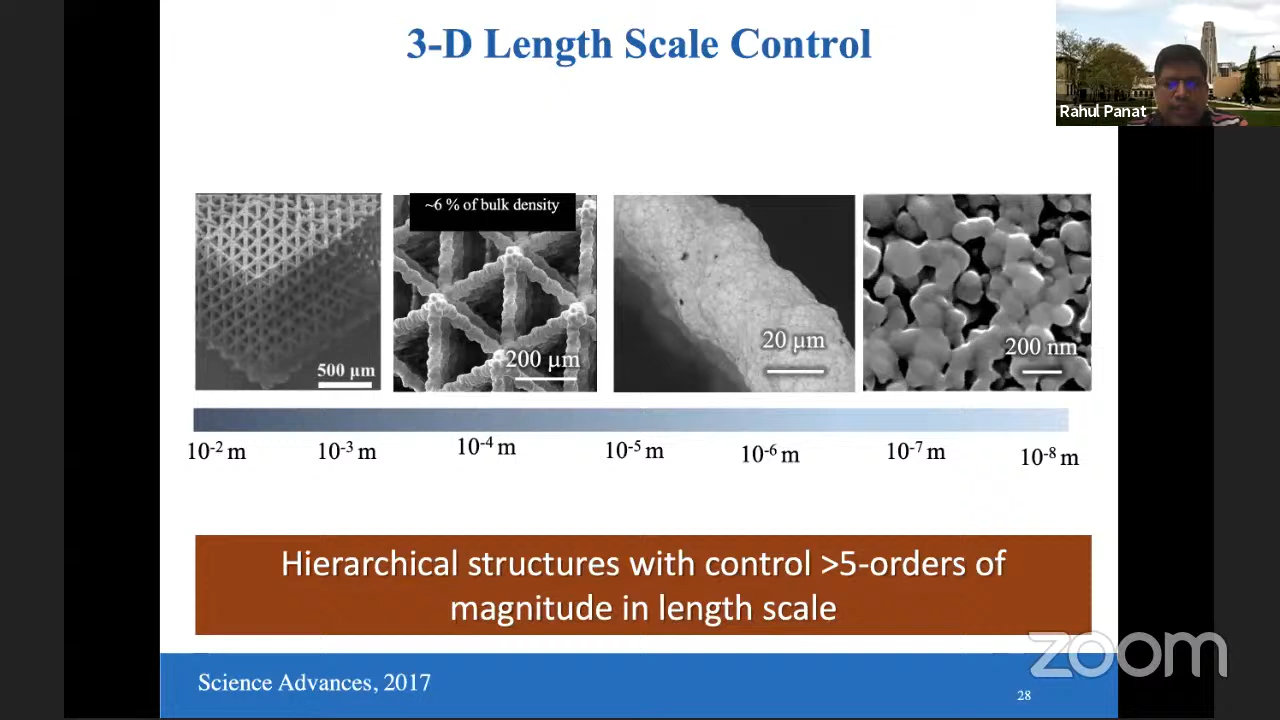 3-D Length Scale Control
Rahul Panat
~6 % of bulk density
500 µm
200 µm
20 µm
200 nm
10⁻² m
10⁻³ m
10⁻⁴ m
10⁻⁵ m
10⁻⁶ m
10⁻⁷ m
10⁻⁸ m
Hierarchical structures with control >5-orders of
magnitude in length scale
zoom
Science Advances, 2017
28